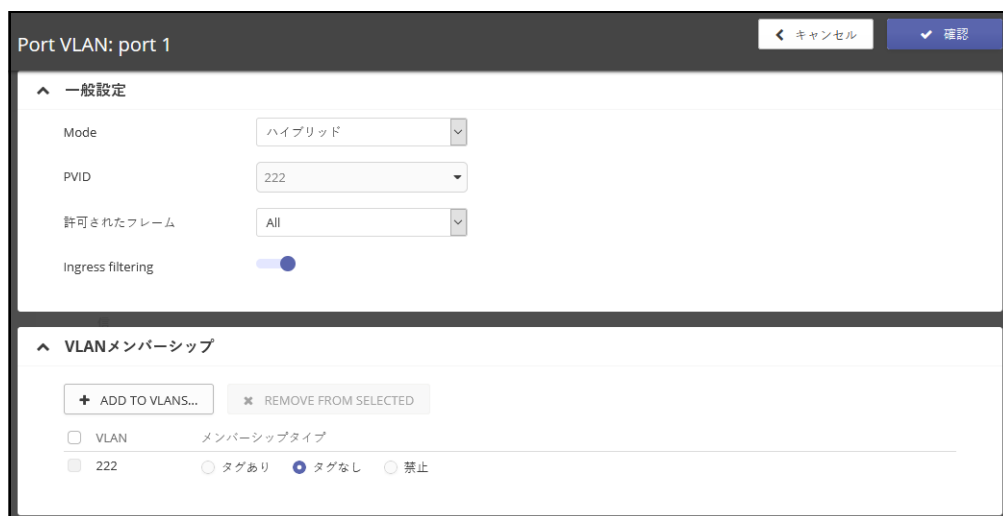 Port VLAN: port 1
キャンセル
確認
一般設定
Mode ハイブリッド
PVID 222
許可されたフレーム All
Ingress filtering
VLANメンバーシップ
ADD TO VLANS... REMOVE FROM SELECTED
VLAN メンバーシップタイプ
222 タグあり タグなし 禁止